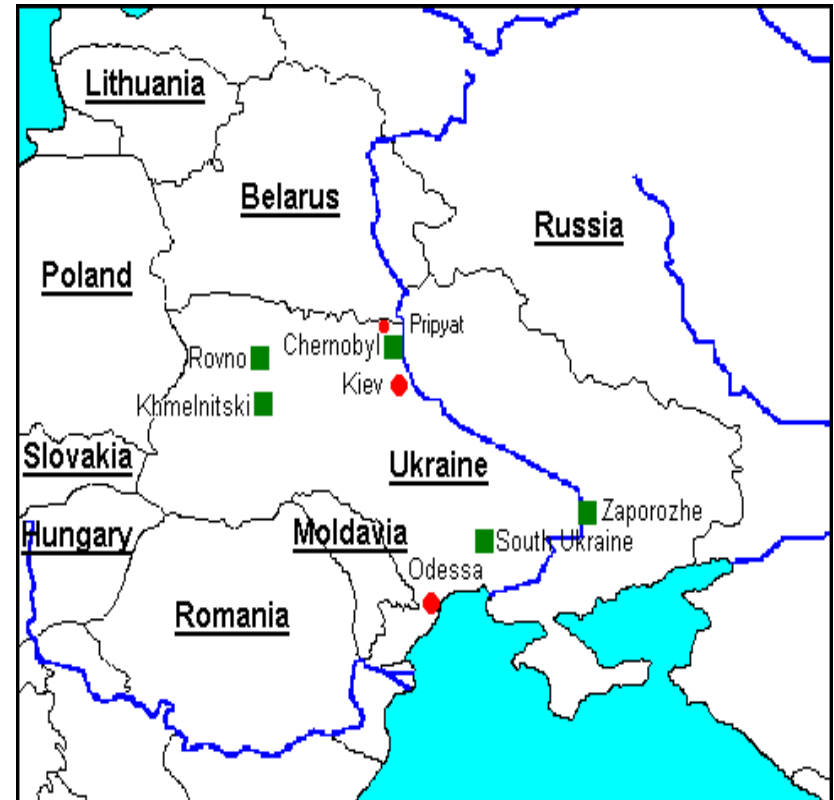 Lithuania
Belarus
Russia
Poland
Pripyat
Chernobyl
Rovno
Kiev
Khmelnitski
Slovakia
Ukraine
Zaporozhe
Hungary
Moldavia
South Ukraine
Odessa
Romania